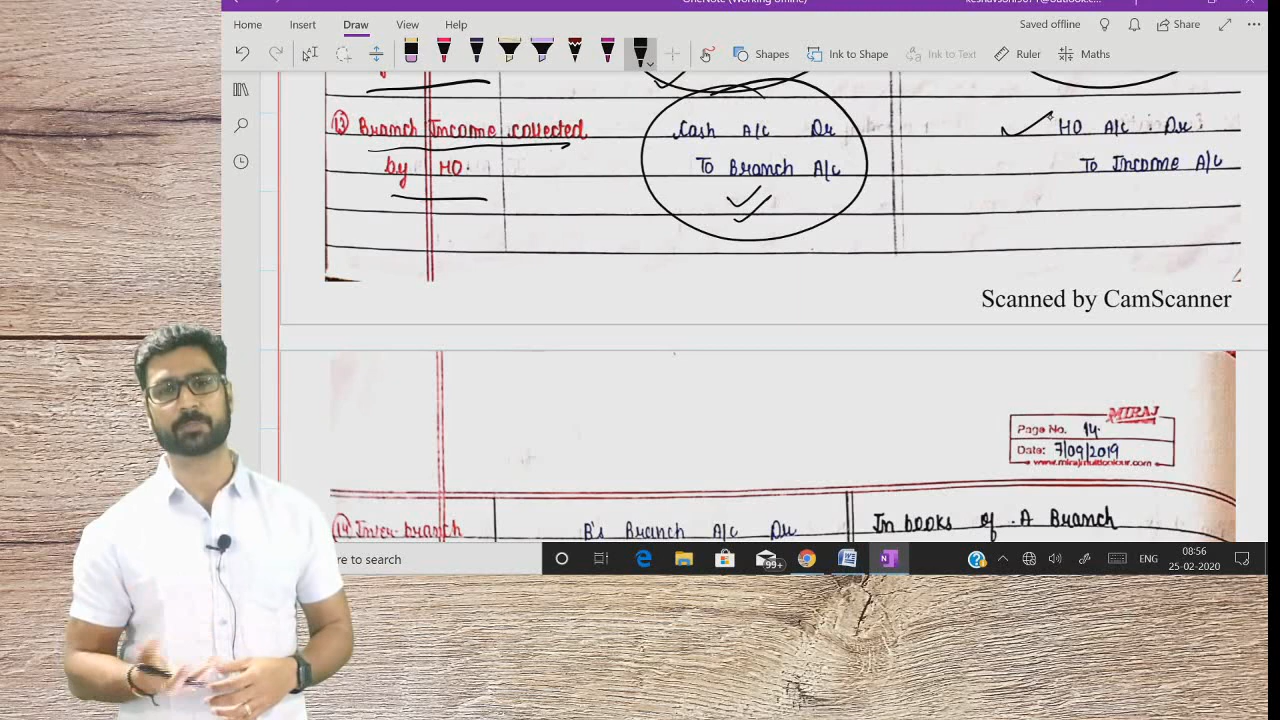 Home Insert Draw View Help
Saved offline Share
Shapes Ink to Shape Ink to Text Ruler Maths
13 Branch Income collected Cash A/c Dr HO A/c Dr
by HO To Branch A/c To Income A/c
Scanned by CamScanner
MIRAJ
Page No. 14
Date: 7/09/2019
14 Inter branch B's Branch A/c Dr In books of A Branch
re to search
99+
ENG
08:56
25-02-2020